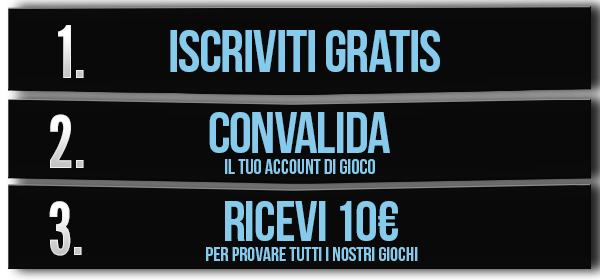 1. ISCRIVITI GRATIS
2. CONVALIDA
IL TUO ACCOUNT DI GIOCO
3. RICEVI 10€
PER PROVARE TUTTI I NOSTRI GIOCHI